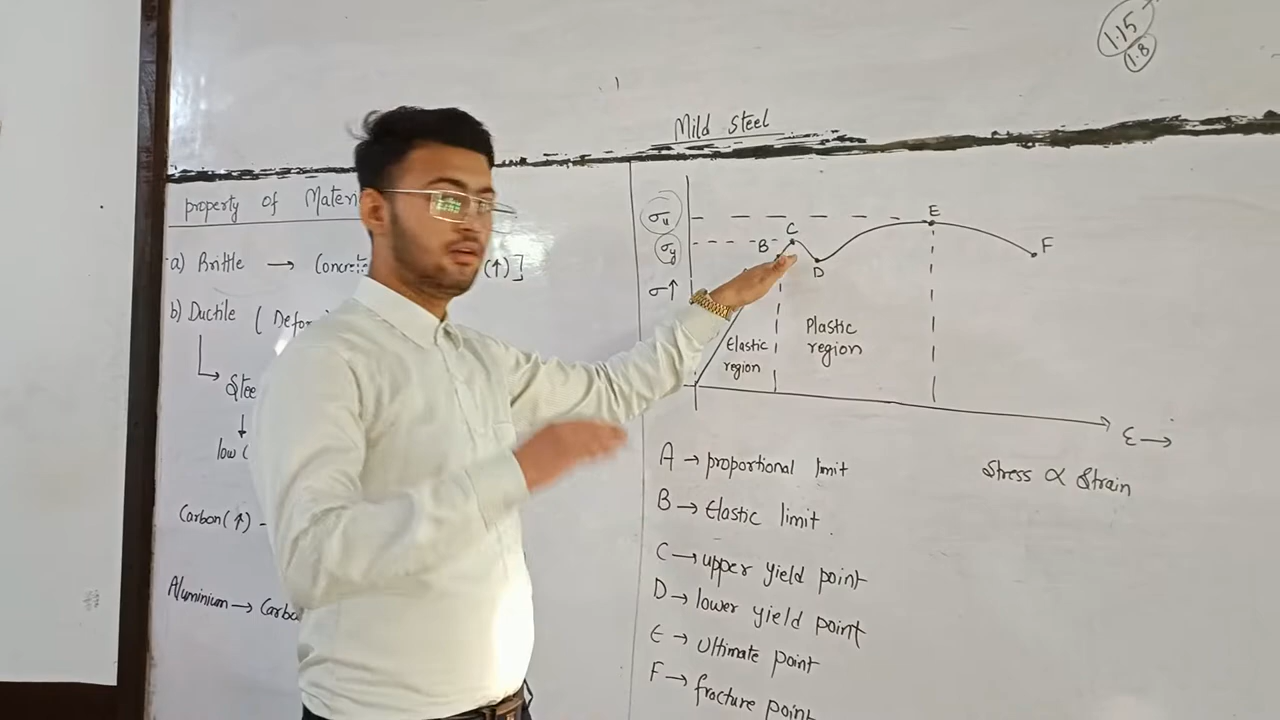 1.15
1.8
Mild steel
property of Materi
a) Brittle → Concrete (↑)]
b) Ductile ( Defor
Stee
low C
Carbon(↑) -
Aluminium → Carbo
σu
σy
σ↑
B
C
D
E
F
Elastic
region
Plastic
region
ε →
Stress ∝ Strain
A → proportional limit
B → Elastic limit.
C → upper yield point
D → lower yield point
E → ultimate point
F → fracture point